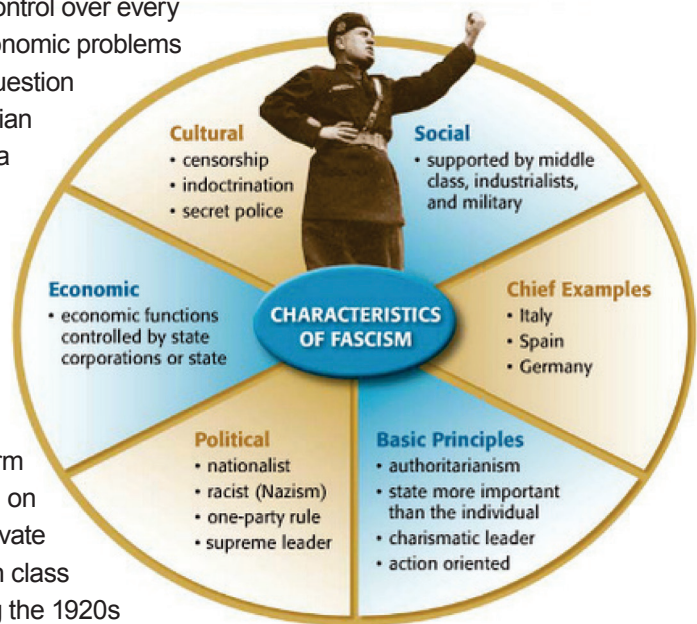 ontrol over every
onomic problems
uestion
ian
a
rm
on
vate
n class
g the 1920s
Cultural
• censorship
• indoctrination
• secret police
Social
• supported by middle
class, industrialists,
and military
Economic
• economic functions
controlled by state
corporations or state
CHARACTERISTICS
OF FASCISM
Chief Examples
• Italy
• Spain
• Germany
Political
• nationalist
• racist (Nazism)
• one-party rule
• supreme leader
Basic Principles
• authoritarianism
• state more important
than the individual
• charismatic leader
• action oriented